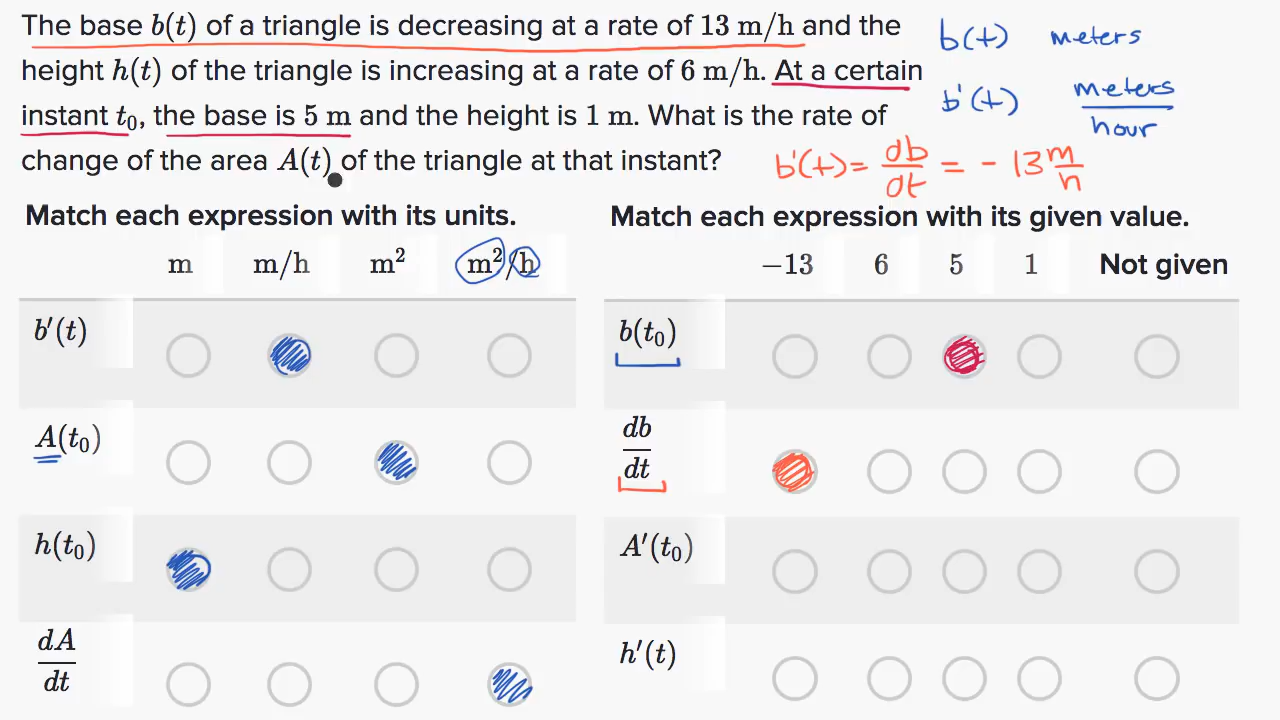 The base b(t) of a triangle is decreasing at a rate of 13 m/h and the
height h(t) of the triangle is increasing at a rate of 6 m/h. At a certain
instant t₀, the base is 5 m and the height is 1 m. What is the rate of
change of the area A(t) of the triangle at that instant?
b(t) meters
b'(t) meters/hour
b'(t) = db/dt = -13 m/h
Match each expression with its units.
m m/h m² m²/h
b′(t)
A(t₀)
h(t₀)
dA/dt
Match each expression with its given value.
−13 6 5 1 Not given
b(t₀)
db/dt
A′(t₀)
h′(t)